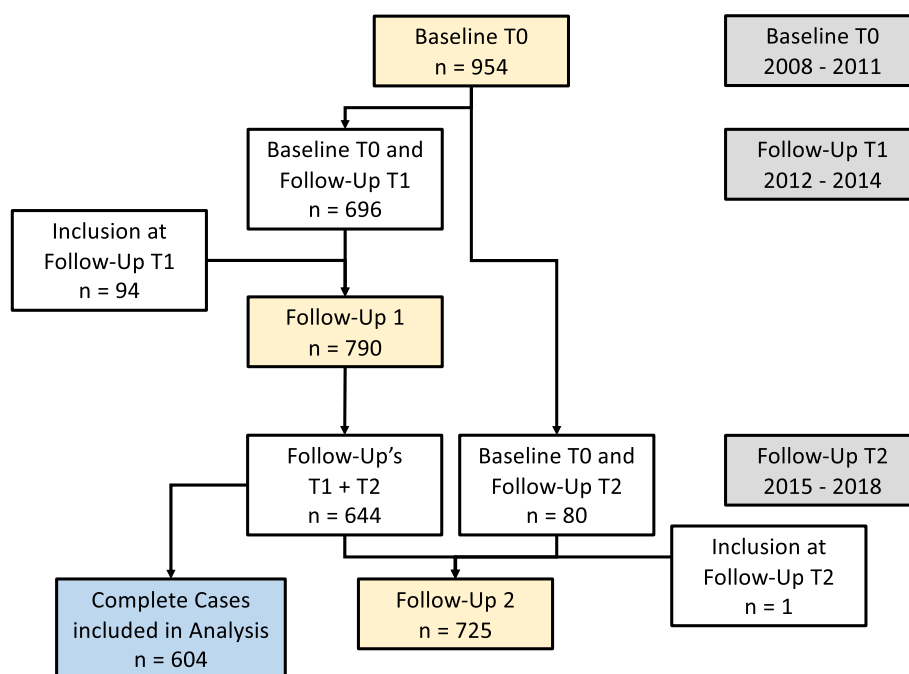 Baseline T0
n = 954
Baseline T0
2008 - 2011
Baseline T0 and
Follow-Up T1
n = 696
Follow-Up T1
2012 - 2014
Inclusion at
Follow-Up T1
n = 94
Follow-Up 1
n = 790
Follow-Up's
T1 + T2
n = 644
Baseline T0 and
Follow-Up T2
n = 80
Follow-Up T2
2015 - 2018
Inclusion at
Follow-Up T2
n = 1
Complete Cases
included in Analysis
n = 604
Follow-Up 2
n = 725